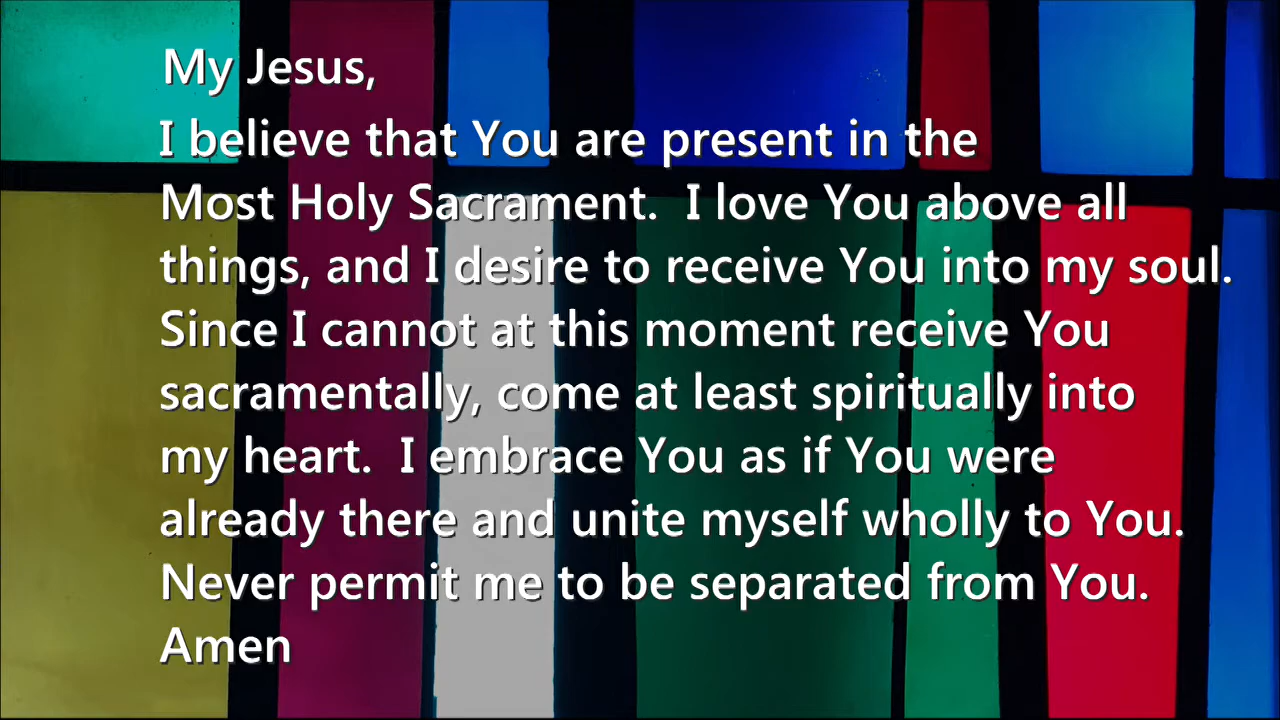 My Jesus,
I believe that You are present in the
Most Holy Sacrament.  I love You above all
things, and I desire to receive You into my soul.
Since I cannot at this moment receive You
sacramentally, come at least spiritually into
my heart.  I embrace You as if You were
already there and unite myself wholly to You.
Never permit me to be separated from You.
Amen